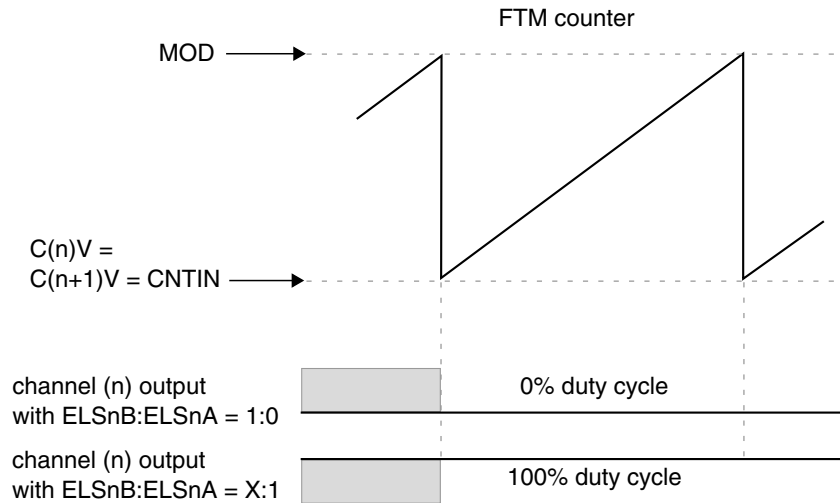 FTM counter
MOD
C(n)V =
C(n+1)V = CNTIN
channel (n) output
with ELSnB:ELSnA = 1:0
0% duty cycle
channel (n) output
with ELSnB:ELSnA = X:1
100% duty cycle